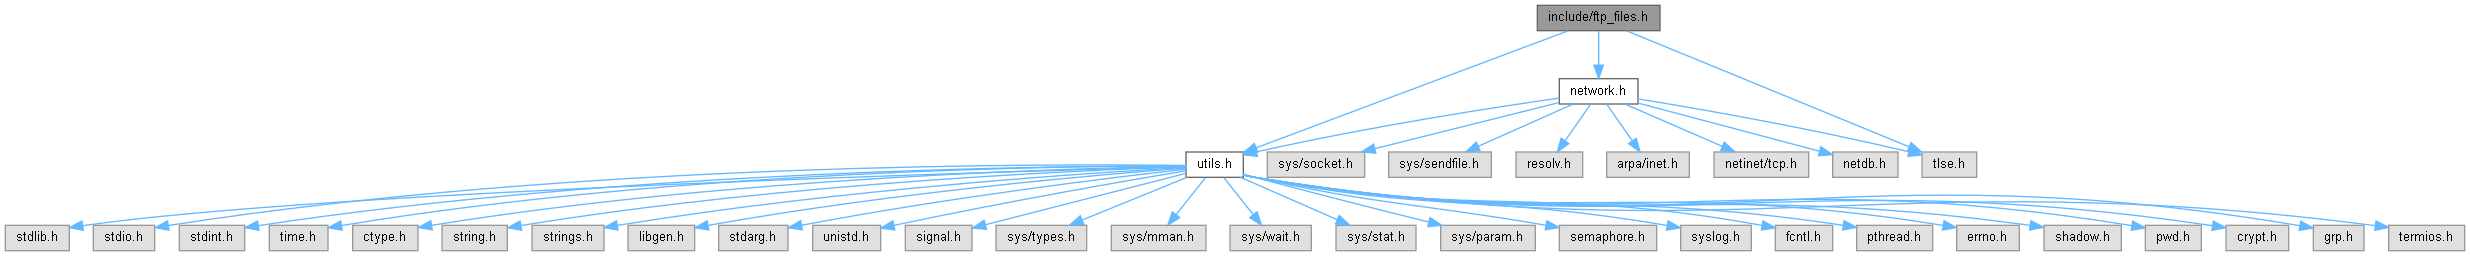 include/ftp_files.h
network.h
utils.h
sys/socket.h
sys/sendfile.h
resolv.h
arpa/inet.h
netinet/tcp.h
netdb.h
tlse.h
stdlib.h
stdio.h
stdint.h
time.h
ctype.h
string.h
strings.h
libgen.h
stdarg.h
unistd.h
signal.h
sys/types.h
sys/mman.h
sys/wait.h
sys/stat.h
sys/param.h
semaphore.h
syslog.h
fcntl.h
pthread.h
errno.h
shadow.h
pwd.h
crypt.h
grp.h
termios.h